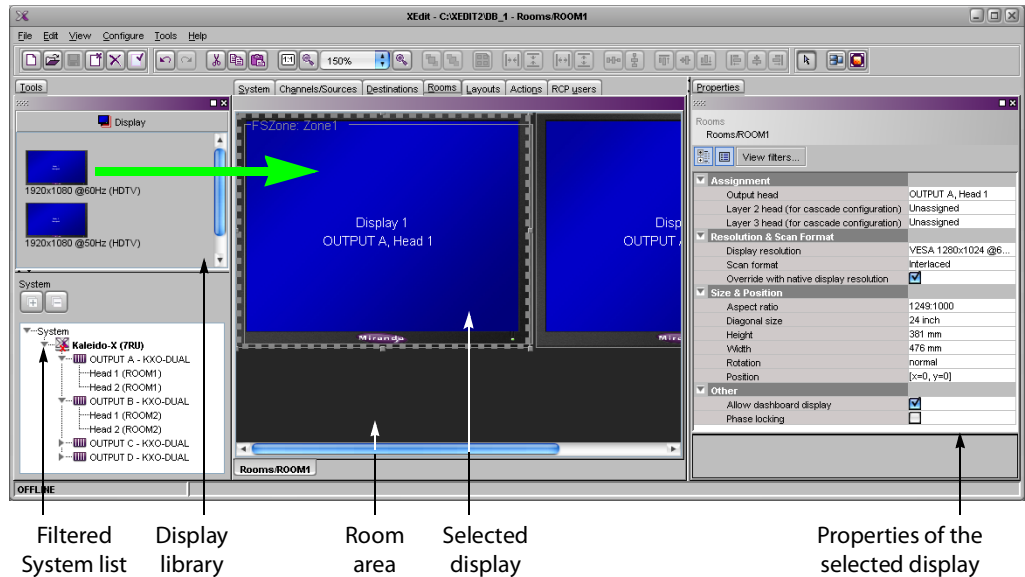 XEdit - C:\XEDIT2\DB_1 - Rooms/ROOM1
File Edit View Configure Tools Help
1:1 150%
Tools
Display
1920x1080 @60Hz (HDTV)
1920x1080 @50Hz (HDTV)
System
System
Kaleido-X (7RU)
OUTPUT A - KXO-DUAL
Head 1 (ROOM1)
Head 2 (ROOM1)
OUTPUT B - KXO-DUAL
Head 1 (ROOM2)
Head 2 (ROOM2)
OUTPUT C - KXO-DUAL
OUTPUT D - KXO-DUAL
System Channels/Sources Destinations Rooms Layouts Actions RCP users
FSZone: Zone1
Display 1
OUTPUT A, Head 1
Miranda
Disp
OUTPUT A
Mira
Rooms/ROOM1
Properties
Rooms
Rooms/ROOM1
View filters...
Assignment
Output head OUTPUT A, Head 1
Layer 2 head (for cascade configuration) Unassigned
Layer 3 head (for cascade configuration) Unassigned
Resolution & Scan Format
Display resolution VESA 1280x1024 @6...
Scan format Interlaced
Override with native display resolution
Size & Position
Aspect ratio 1249:1000
Diagonal size 24 inch
Height 381 mm
Width 476 mm
Rotation normal
Position [x=0, y=0]
Other
Allow dashboard display
Phase locking
OFFLINE
Filtered
System list
Display
library
Room
area
Selected
display
Properties of the
selected display